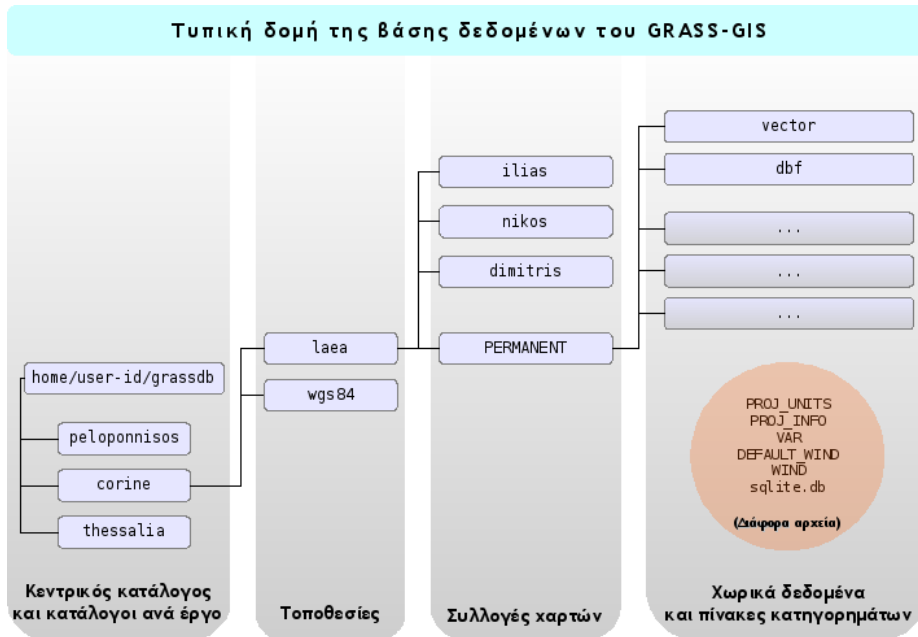 Τυπική δομή της βάσης δεδομένων του GRASS-GIS
home/user-id/grassdb
peloponnisos
corine
thessalia
Κεντρικός κατάλογος
και κατάλογοι ανά έργο
laea
wgs84
Τοποθεσίες
ilias
nikos
dimitris
PERMANENT
Συλλογές χαρτών
vector
dbf
...
...
...
PROJ_UNITS
PROJ_INFO
VAR
DEFAULT_WIND
WIND
sqlite.db
(Διάφορα αρχεία)
Χωρικά δεδομένα
και πίνακες κατηγορημάτων